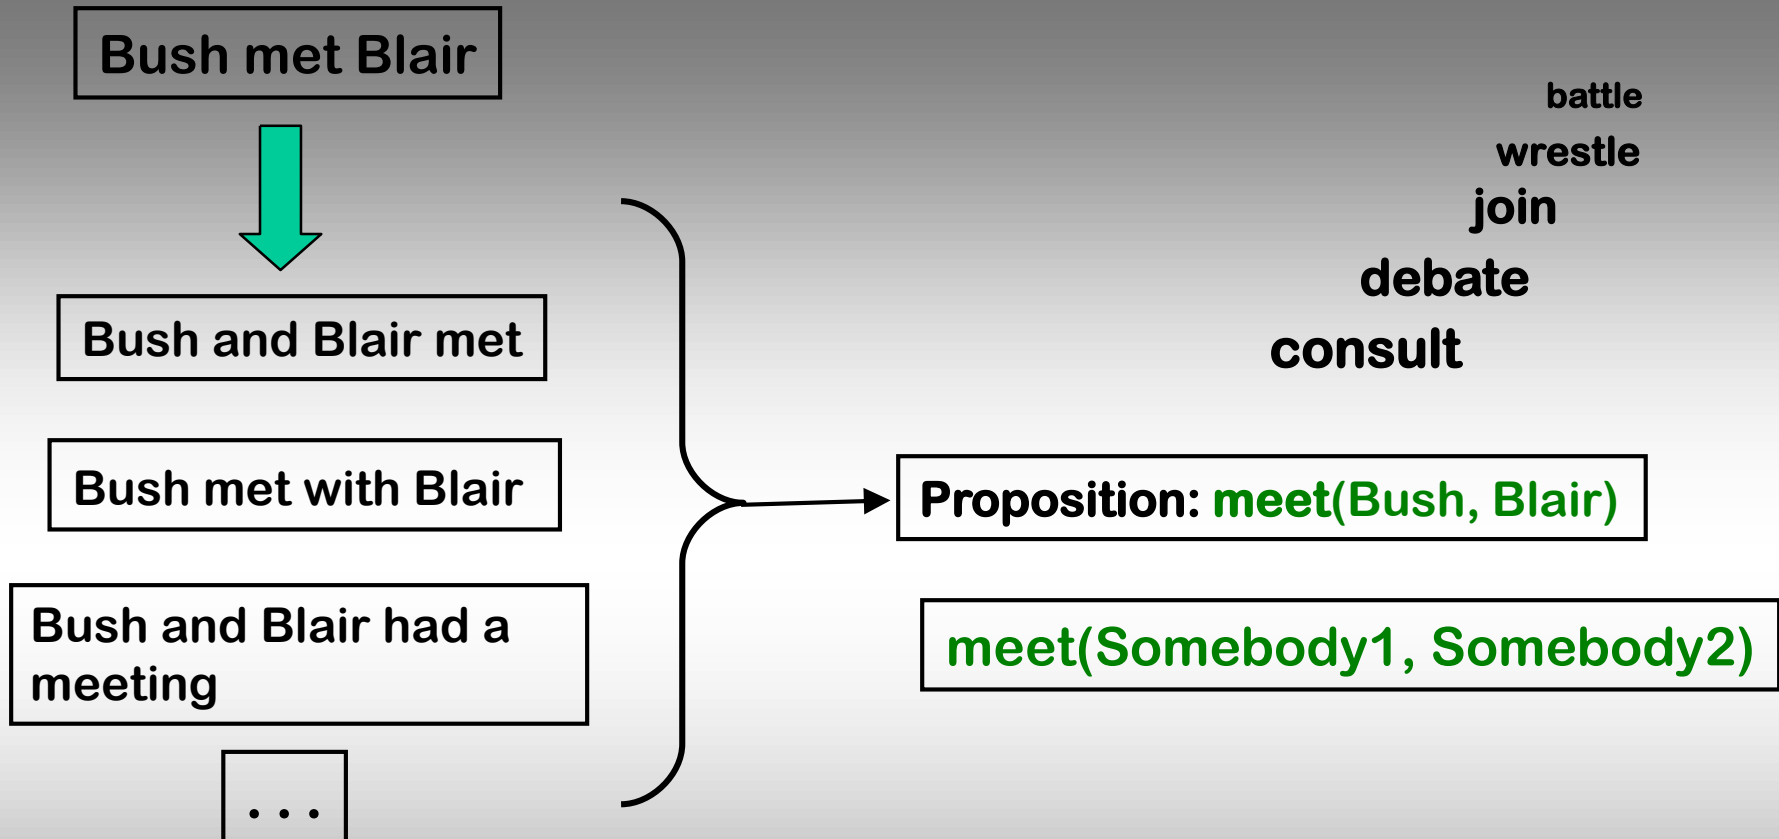 Bush met Blair
battle
wrestle
join
debate
consult
Bush and Blair met
Bush met with Blair
Proposition: meet(Bush, Blair)
Bush and Blair had a
meeting
meet(Somebody1, Somebody2)
. . .